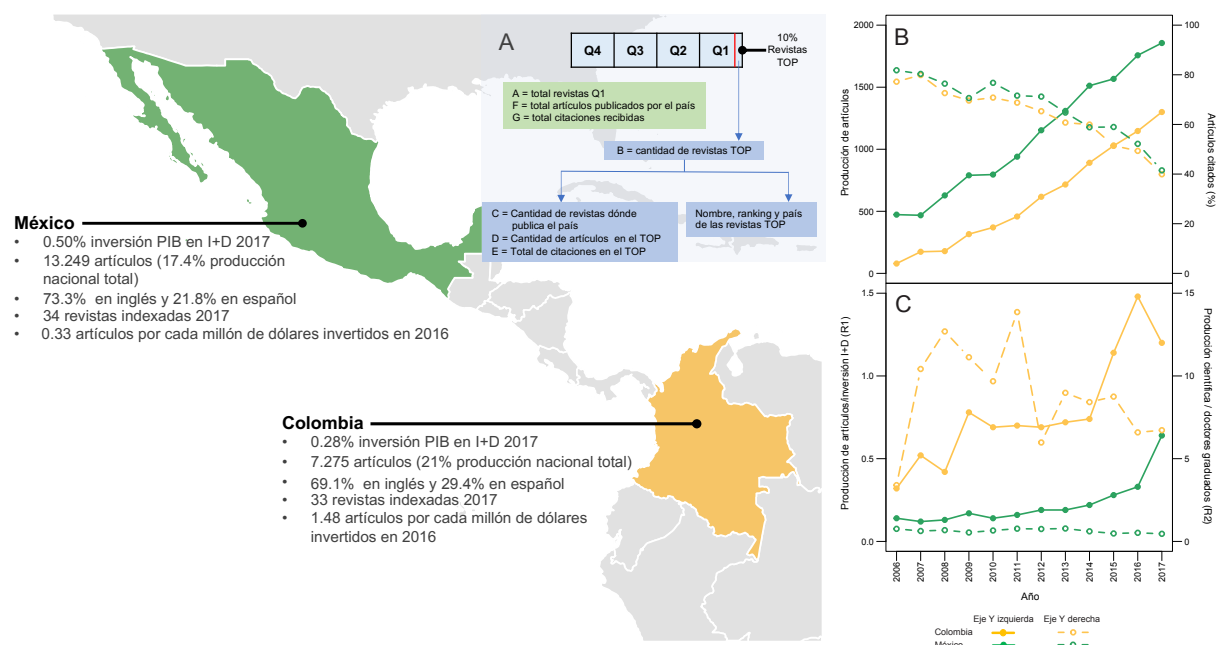 A
Q4 Q3 Q2 Q1
10%
Revistas
TOP
A = total revistas Q1
F = total artículos publicados por el país
G = total citaciones recibidas
B = cantidad de revistas TOP
C = Cantidad de revistas dónde
publica el país
D = Cantidad de artículos en el TOP
E = Total de citaciones en el TOP
Nombre, ranking y país
de las revistas TOP
México
• 0.50% inversión PIB en I+D 2017
• 13.249 artículos (17.4% producción
nacional total)
• 73.3% en inglés y 21.8% en español
• 34 revistas indexadas 2017
• 0.33 artículos por cada millón de dólares invertidos en 2016
Colombia
• 0.28% inversión PIB en I+D 2017
• 7.275 artículos (21% producción nacional total)
• 69.1% en inglés y 29.4% en español
• 33 revistas indexadas 2017
• 1.48 artículos por cada millón de dólares
invertidos en 2016
B
Producción de artículos
2000
1500
1000
500
0
100
80
60
40
20
0
Artículos citados (%)
C
Producción de artículos/inversión I+D (R1)
1.5
1.0
0.5
0.0
15
10
5
0
Producción científica / doctores graduados (R2)
2006 2007 2008 2009 2010 2011 2012 2013 2014 2015 2016 2017
Año
Eje Y izquierda Eje Y derecha
Colombia
México